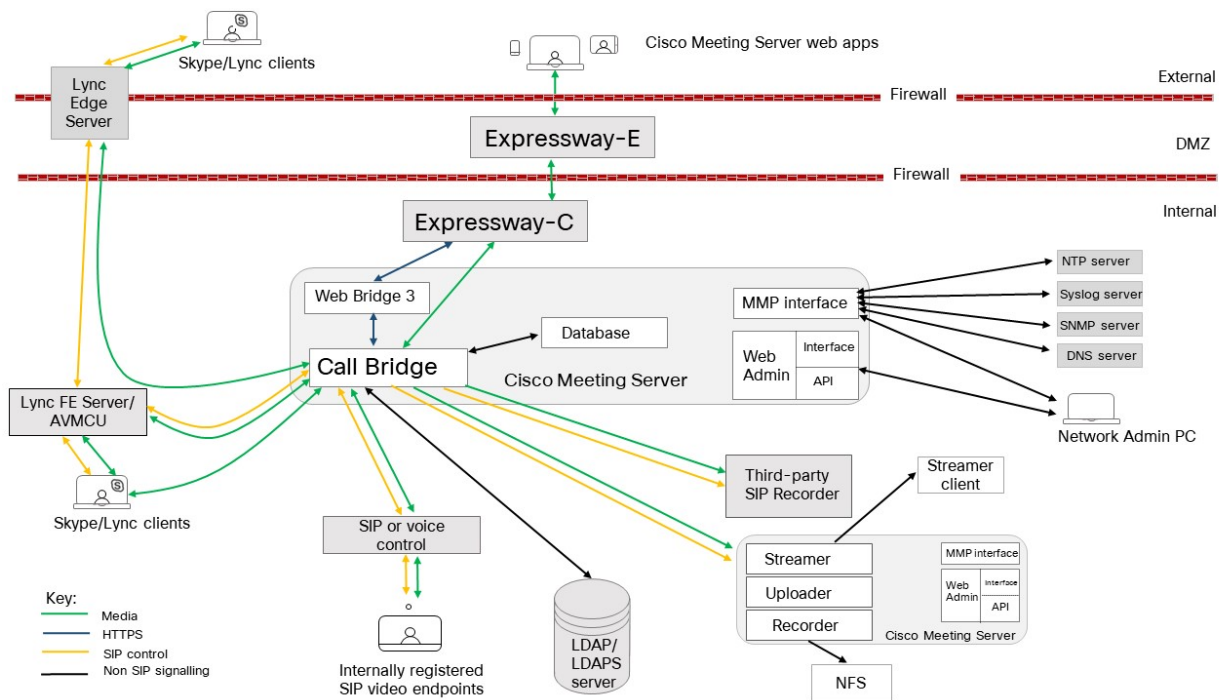 Skype/Lync clients
Cisco Meeting Server web apps
Lync
Edge
Server
External
Firewall
Expressway-E
DMZ
Firewall
Expressway-C
Internal
NTP server
Web Bridge 3
MMP interface
Syslog server
Database
SNMP server
Web
Admin
Interface
API
DNS server
Call Bridge
Cisco Meeting Server
Lync FE Server/
AVMCU
Network Admin PC
Third-party
SIP Recorder
Streamer
client
Skype/Lync clients
SIP or voice
control
Streamer
Uploader
Recorder
MMP interface
Web
Admin
Interface
API
Cisco Meeting Server
Key:
Media
HTTPS
SIP control
Non SIP signalling
Internally registered
SIP video endpoints
LDAP/
LDAPS
server
NFS